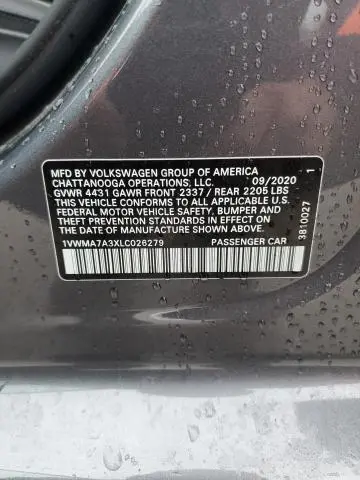 MFD BY VOLKSWAGEN GROUP OF AMERICA
CHATTANOOGA OPERATIONS, LLC. 09/2020
GVWR 4431 GAWR FRONT 2337 / REAR 2205 LBS
THIS VEHICLE CONFORMS TO ALL APPLICABLE U.S.
FEDERAL MOTOR VEHICLE SAFETY, BUMPER AND
THEFT PREVENTION STANDARDS IN EFFECT
ON THE DATE OF MANUFACTURE SHOWN ABOVE
1VWMA7A3XLC026279 PASSENGER CAR
3810027 1